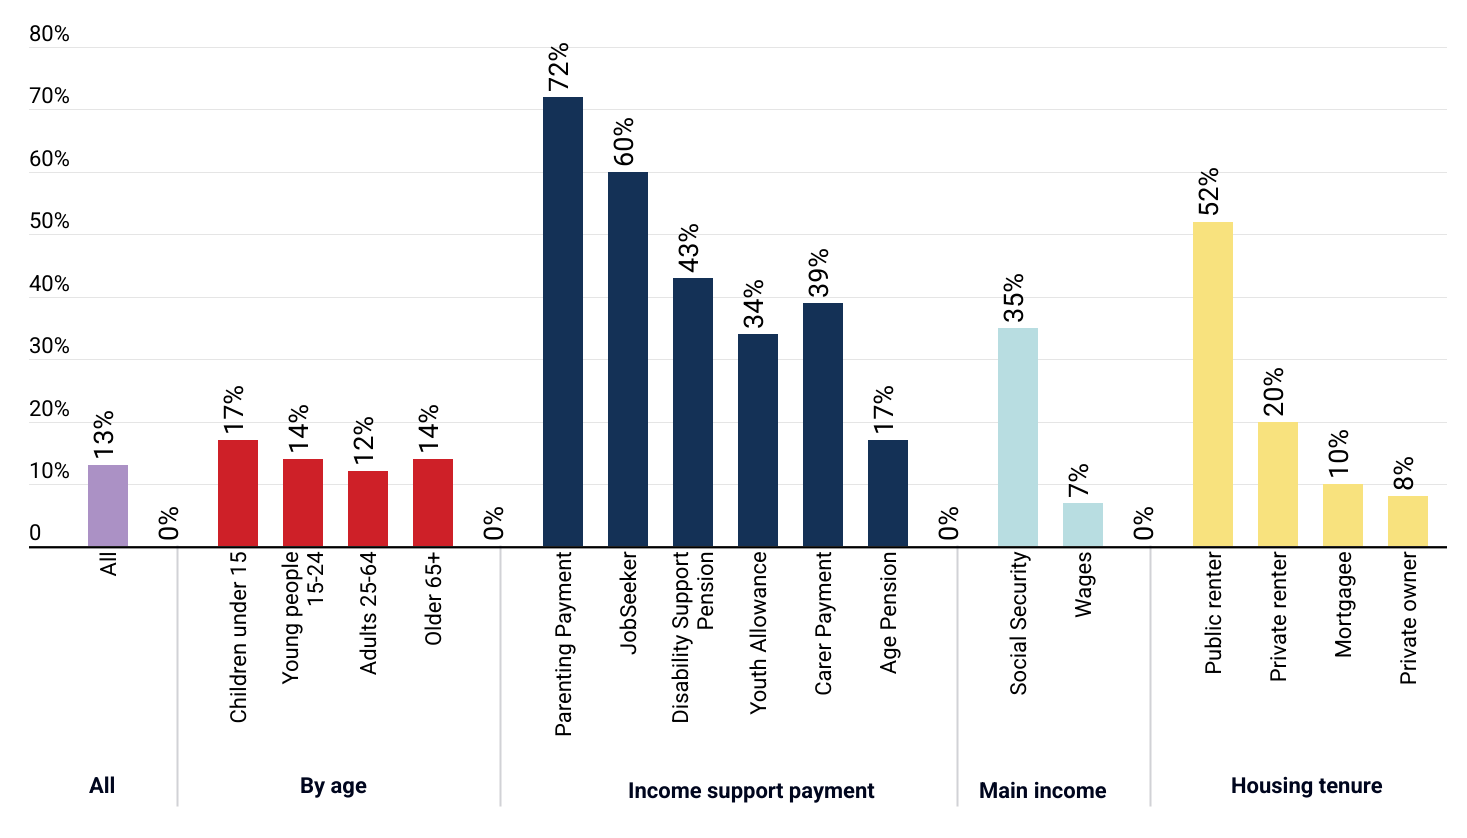 80%
70%
60%
50%
40%
30%
20%
10%
0
13%
0%
17%
14%
12%
14%
0%
72%
60%
43%
34%
39%
17%
0%
35%
7%
0%
52%
20%
10%
8%
All
Children under 15
Young people
15-24
Adults 25-64
Older 65+
Parenting Payment
JobSeeker
Disability Support
Pension
Youth Allowance
Carer Payment
Age Pension
Social Security
Wages
Public renter
Private renter
Mortgagee
Private owner
All
By age
Income support payment
Main income
Housing tenure